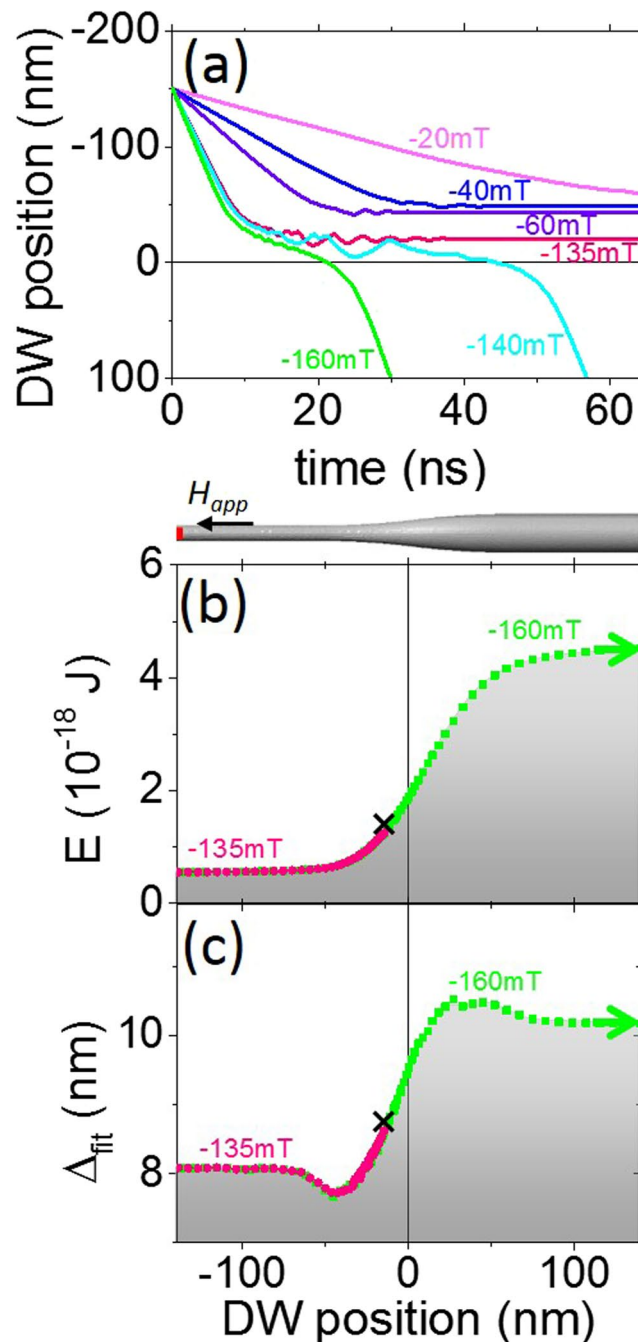 (a)
-200
-100
0
100
DW position (nm)
-20mT
-40mT
-60mT
-135mT
-140mT
-160mT
0 20 40 60
time (ns)
H_app
(b)
6
4
2
0
E (10^-18 J)
-160mT
-135mT
(c)
10
8
Δ_fit (nm)
-160mT
-135mT
-100 0 100
DW position (nm)